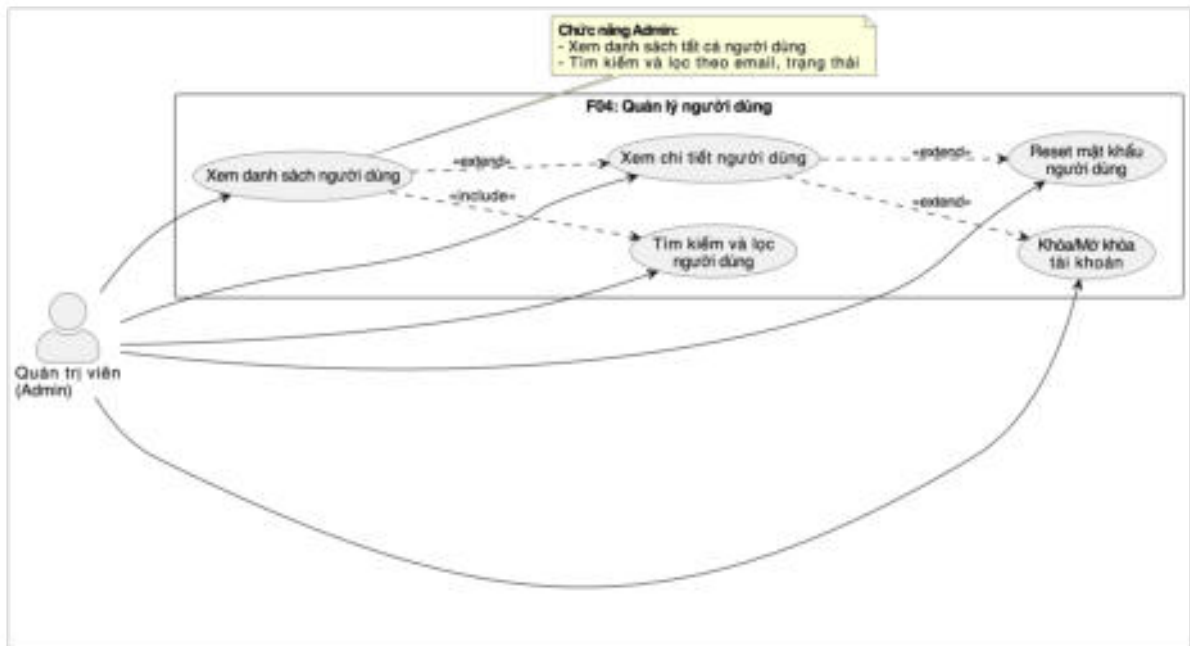 Chức năng Admin:
- Xem danh sách tất cả người dùng
- Tìm kiếm và lọc theo email, trạng thái
F04: Quản lý người dùng
Xem danh sách người dùng
«extend»
Xem chi tiết người dùng
«extend»
Reset mật khẩu
người dùng
«include»
«extend»
Tìm kiếm và lọc
người dùng
Khóa/Mở khóa
tài khoản
Quản trị viên
(Admin)